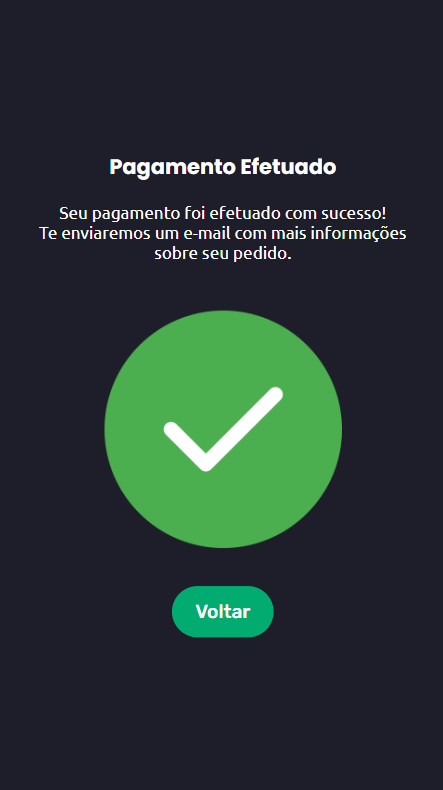 Pagamento Efetuado
Seu pagamento foi efetuado com sucesso!
Te enviaremos um e-mail com mais informações
sobre seu pedido.
Voltar